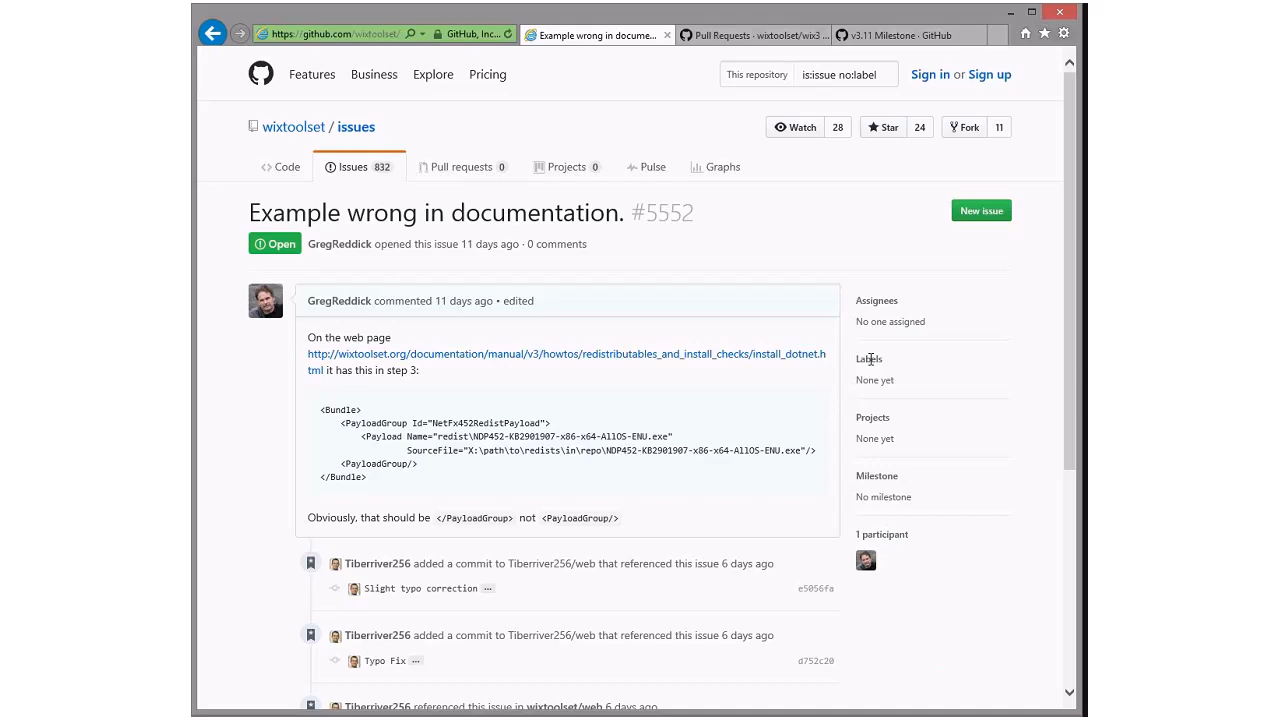 https://github.com/wixtoolset/ GitHub, Inc... Example wrong in docume... Pull Requests · wixtoolset/wix3 ... v3.11 Milestone · GitHub
Features Business Explore Pricing This repository is:issue no:label Sign in or Sign up
wixtoolset / issues Watch 28 Star 24 Fork 11
Code Issues 832 Pull requests 0 Projects 0 Pulse Graphs
Example wrong in documentation. #5552 New issue
Open GregReddick opened this issue 11 days ago · 0 comments
GregReddick commented 11 days ago • edited
On the web page
http://wixtoolset.org/documentation/manual/v3/howtos/redistributables_and_install_checks/install_dotnet.h
tml it has this in step 3:
<Bundle>
<PayloadGroup Id="NetFx452RedistPayload">
<Payload Name="redist\NDP452-KB2901907-x86-x64-AllOS-ENU.exe"
SourceFile="X:\path\to\redists\in\repo\NDP452-KB2901907-x86-x64-AllOS-ENU.exe"/>
<PayloadGroup/>
</Bundle>
Obviously, that should be </PayloadGroup> not <PayloadGroup/>
Tiberriver256 added a commit to Tiberriver256/web that referenced this issue 6 days ago
Slight typo correction ... e5056fa
Tiberriver256 added a commit to Tiberriver256/web that referenced this issue 6 days ago
Typo Fix ... d752c20
Tiberriver256 referenced this issue in wixtoolset/web 6 days ago
Assignees
No one assigned
Labels
None yet
Projects
None yet
Milestone
No milestone
1 participant